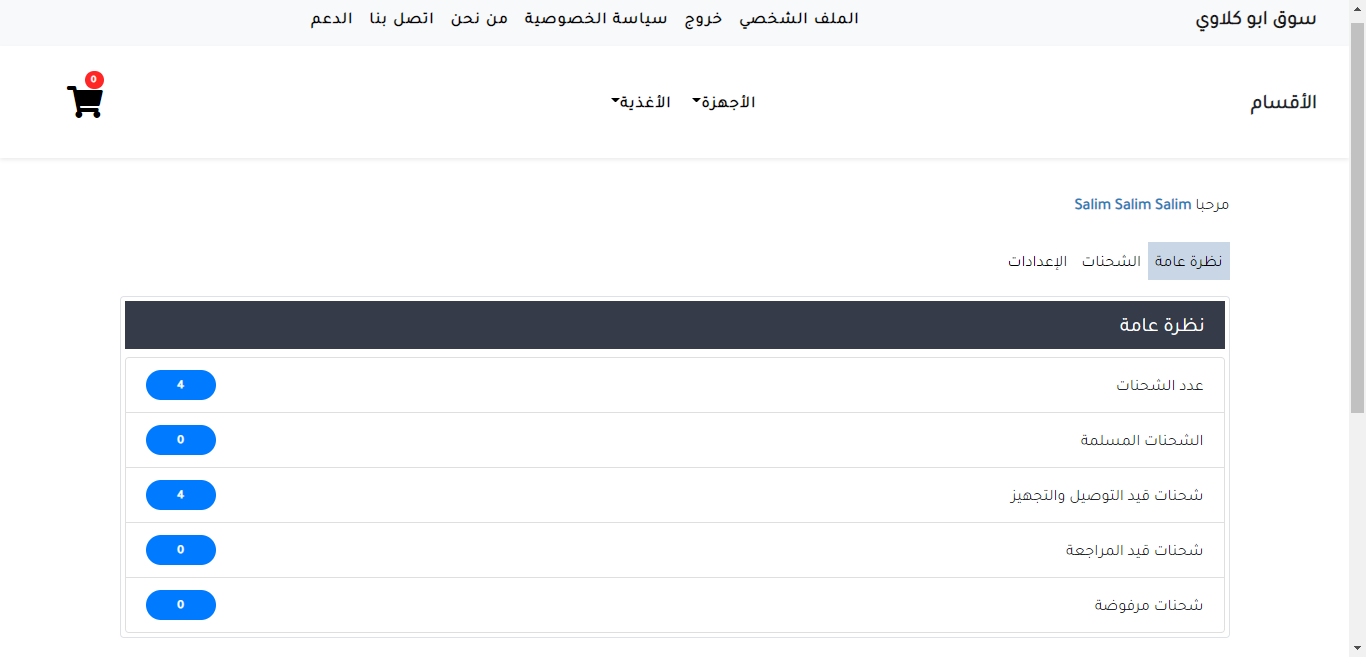 سوق ابو كلاوي
الملف الشخصي خروج سياسة الخصوصية من نحن اتصل بنا الدعم
الأقسام
الأجهزة الأغذية
0
مرحبا Salim Salim Salim
نظرة عامة الشحنات الإعدادات
نظرة عامة
عدد الشحنات 4
الشحنات المسلمة 0
شحنات قيد التوصيل والتجهيز 4
شحنات قيد المراجعة 0
شحنات مرفوضة 0